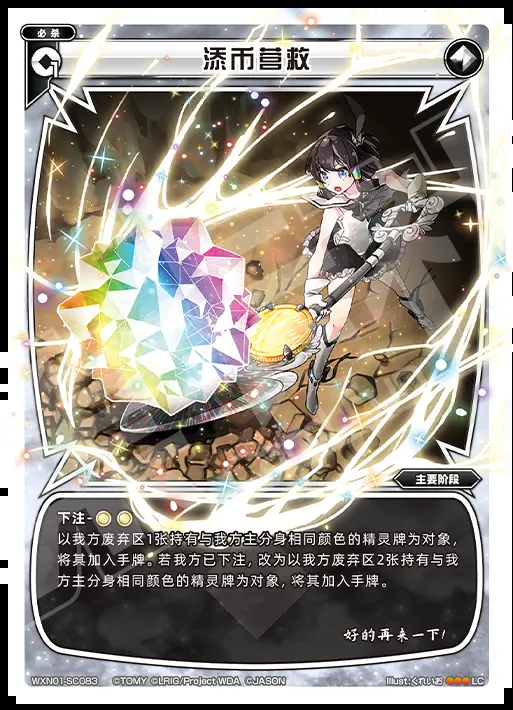 必杀
添币营救
主要阶段
下注-
以我方废弃区1张持有与我方主分身相同颜色的精灵牌为对象,
将其加入手牌。若我方已下注,改为以我方废弃区2张持有与我
方主分身相同颜色的精灵牌为对象,将其加入手牌。
好的再来一下!
WXN01-SC083 ©TOMY ©LRIG/Project WDA ©JASON Illust:くれいお LC